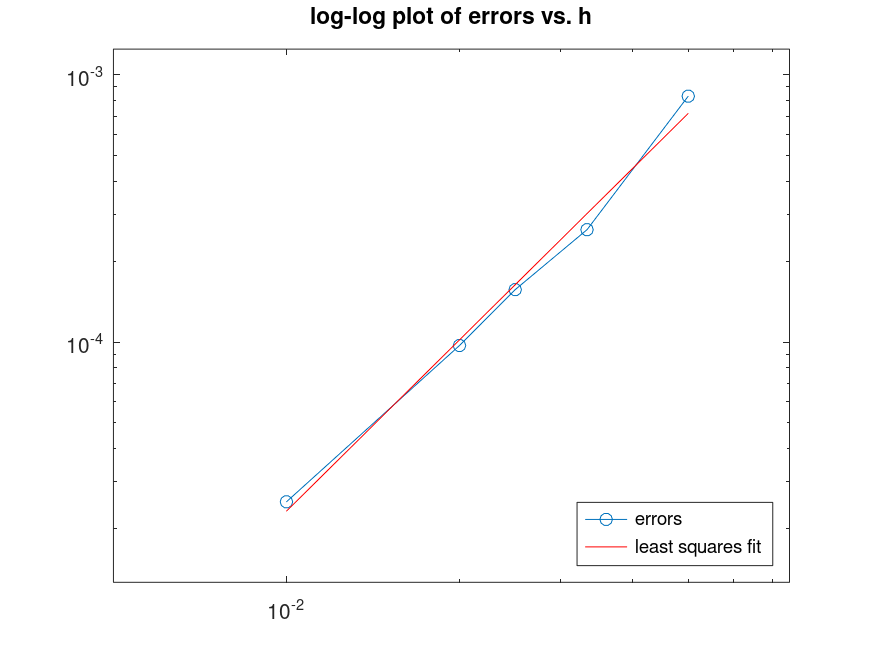 log-log plot of errors vs. h
10⁻³
10⁻⁴
10⁻²
errors
least squares fit